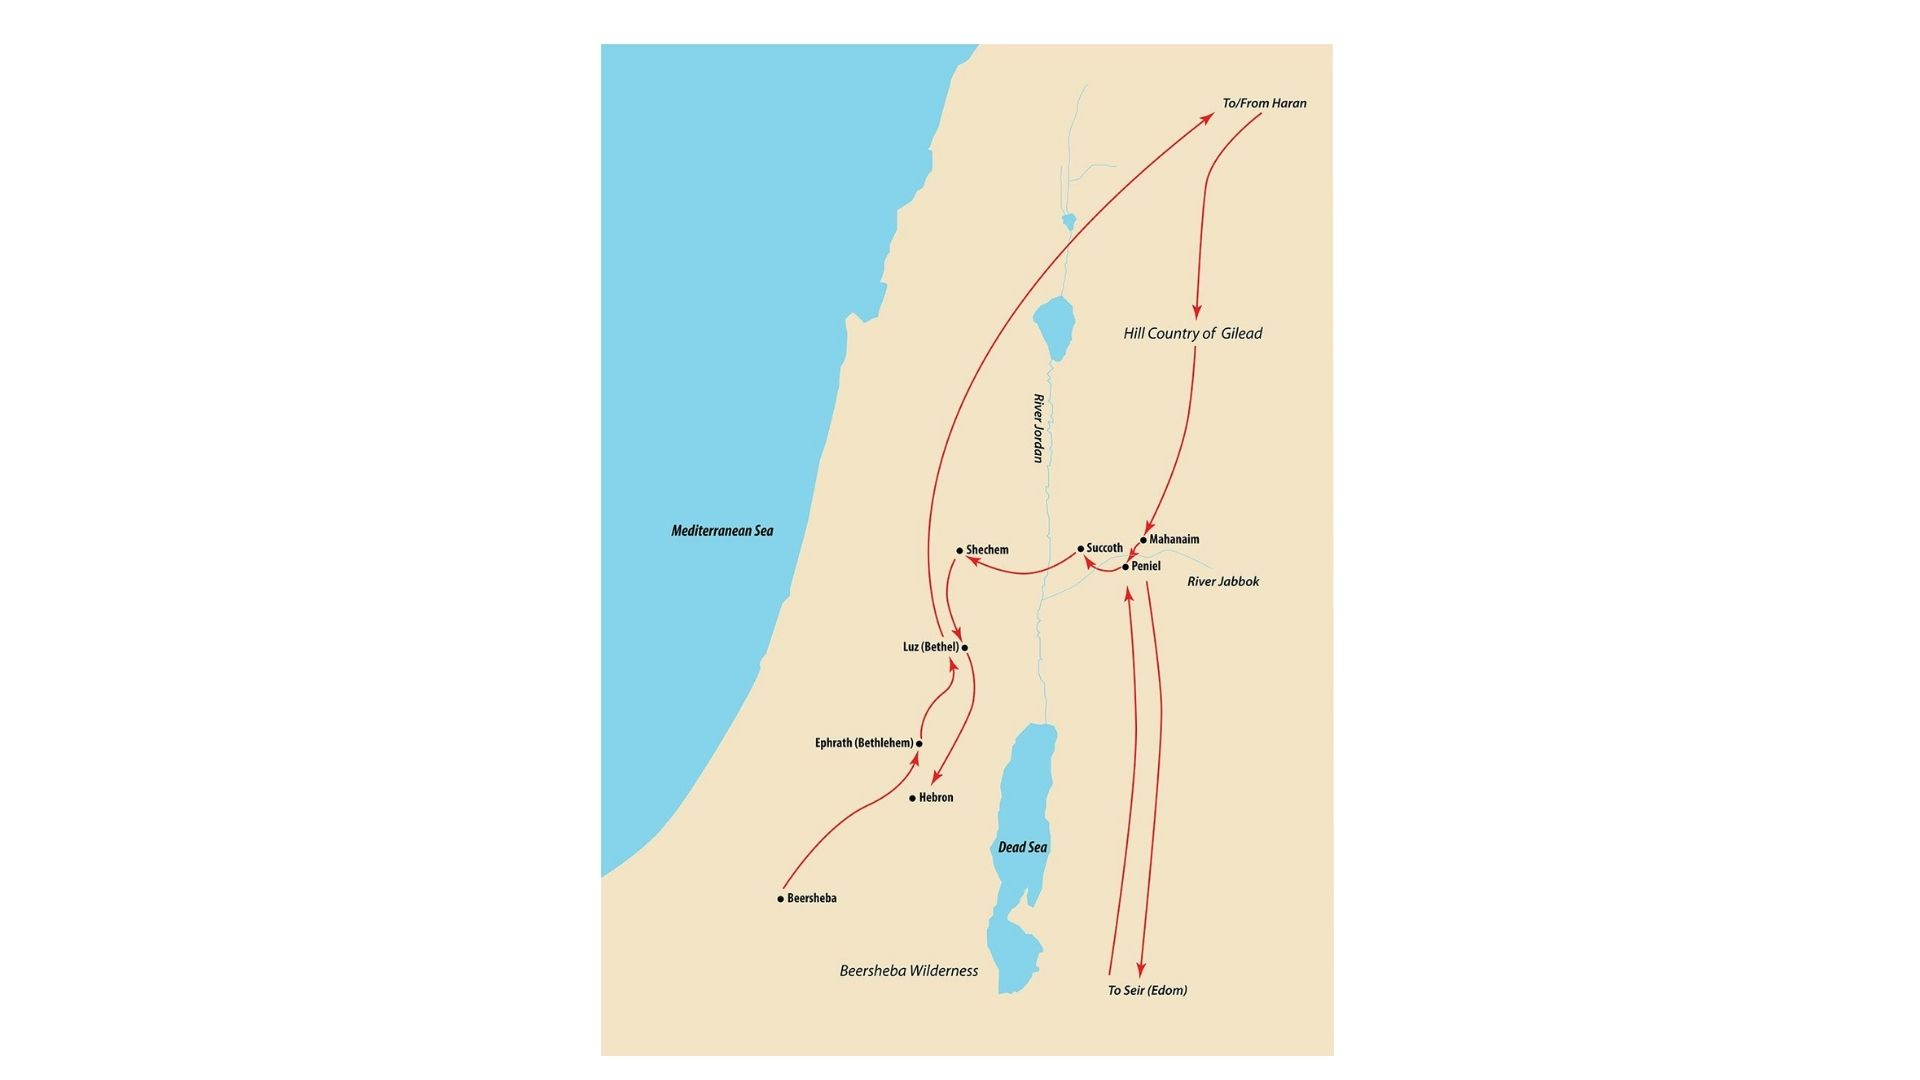 To/From Haran
Hill Country of Gilead
River Jordan
Mediterranean Sea
Mahanaim
Succoth
Shechem
Peniel
River Jabbok
Luz (Bethel)
Ephrath (Bethlehem)
Hebron
Dead Sea
Beersheba
Beersheba Wilderness
To Seir (Edom)